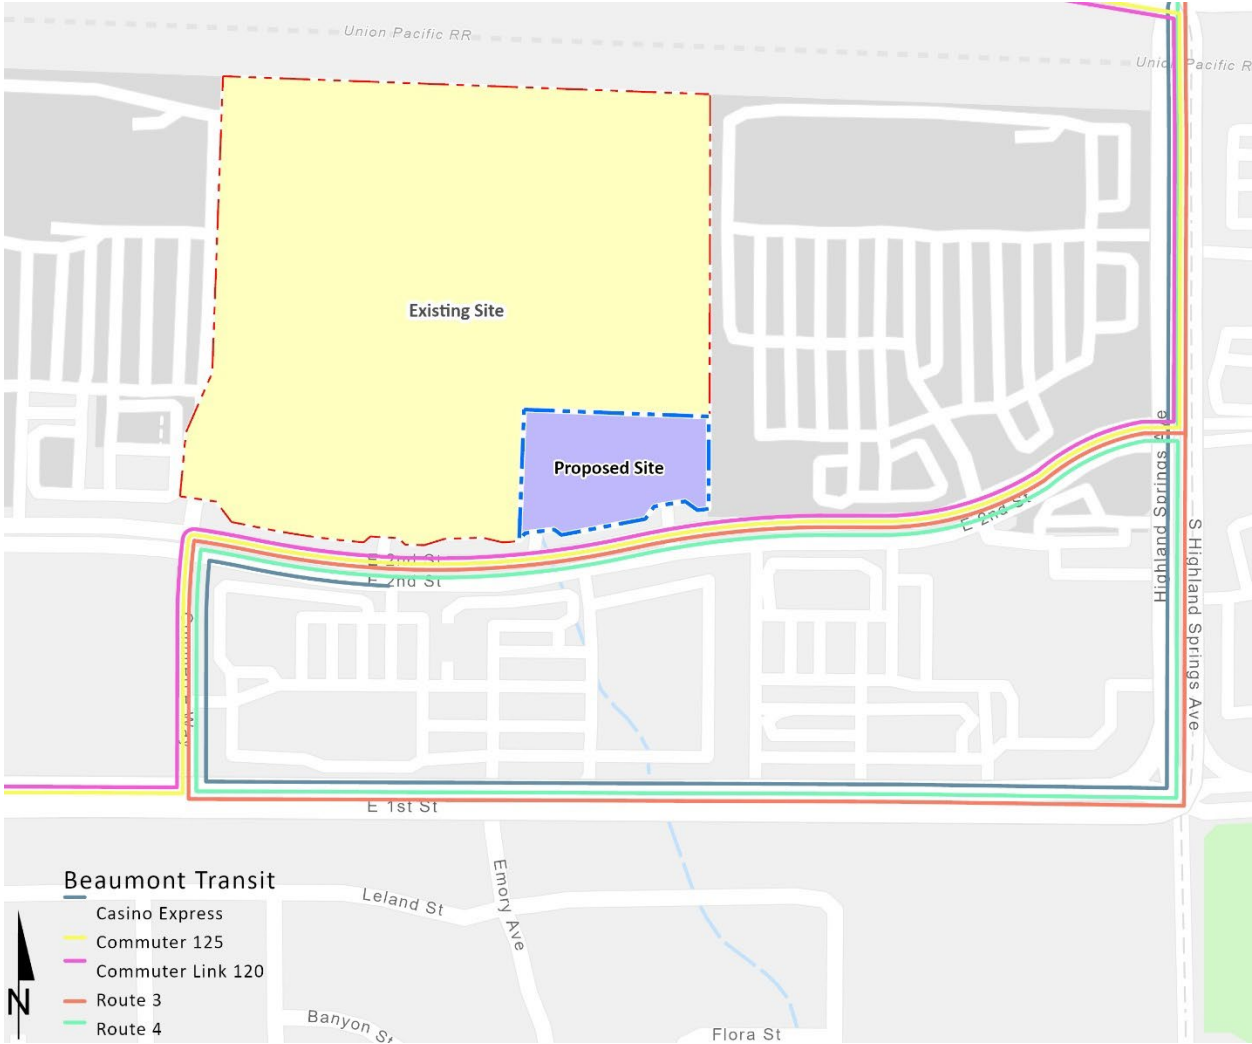 Union Pacific RR
Union Pacific R
Existing Site
Proposed Site
Highland Springs Ave
S Highland Springs Ave
E 2nd St
E 2nd St
E 2nd St
E 1st St
Emory Ave
Leland St
Banyon St
Flora St
Beaumont Transit
Casino Express
Commuter 125
Commuter Link 120
Route 3
Route 4
N